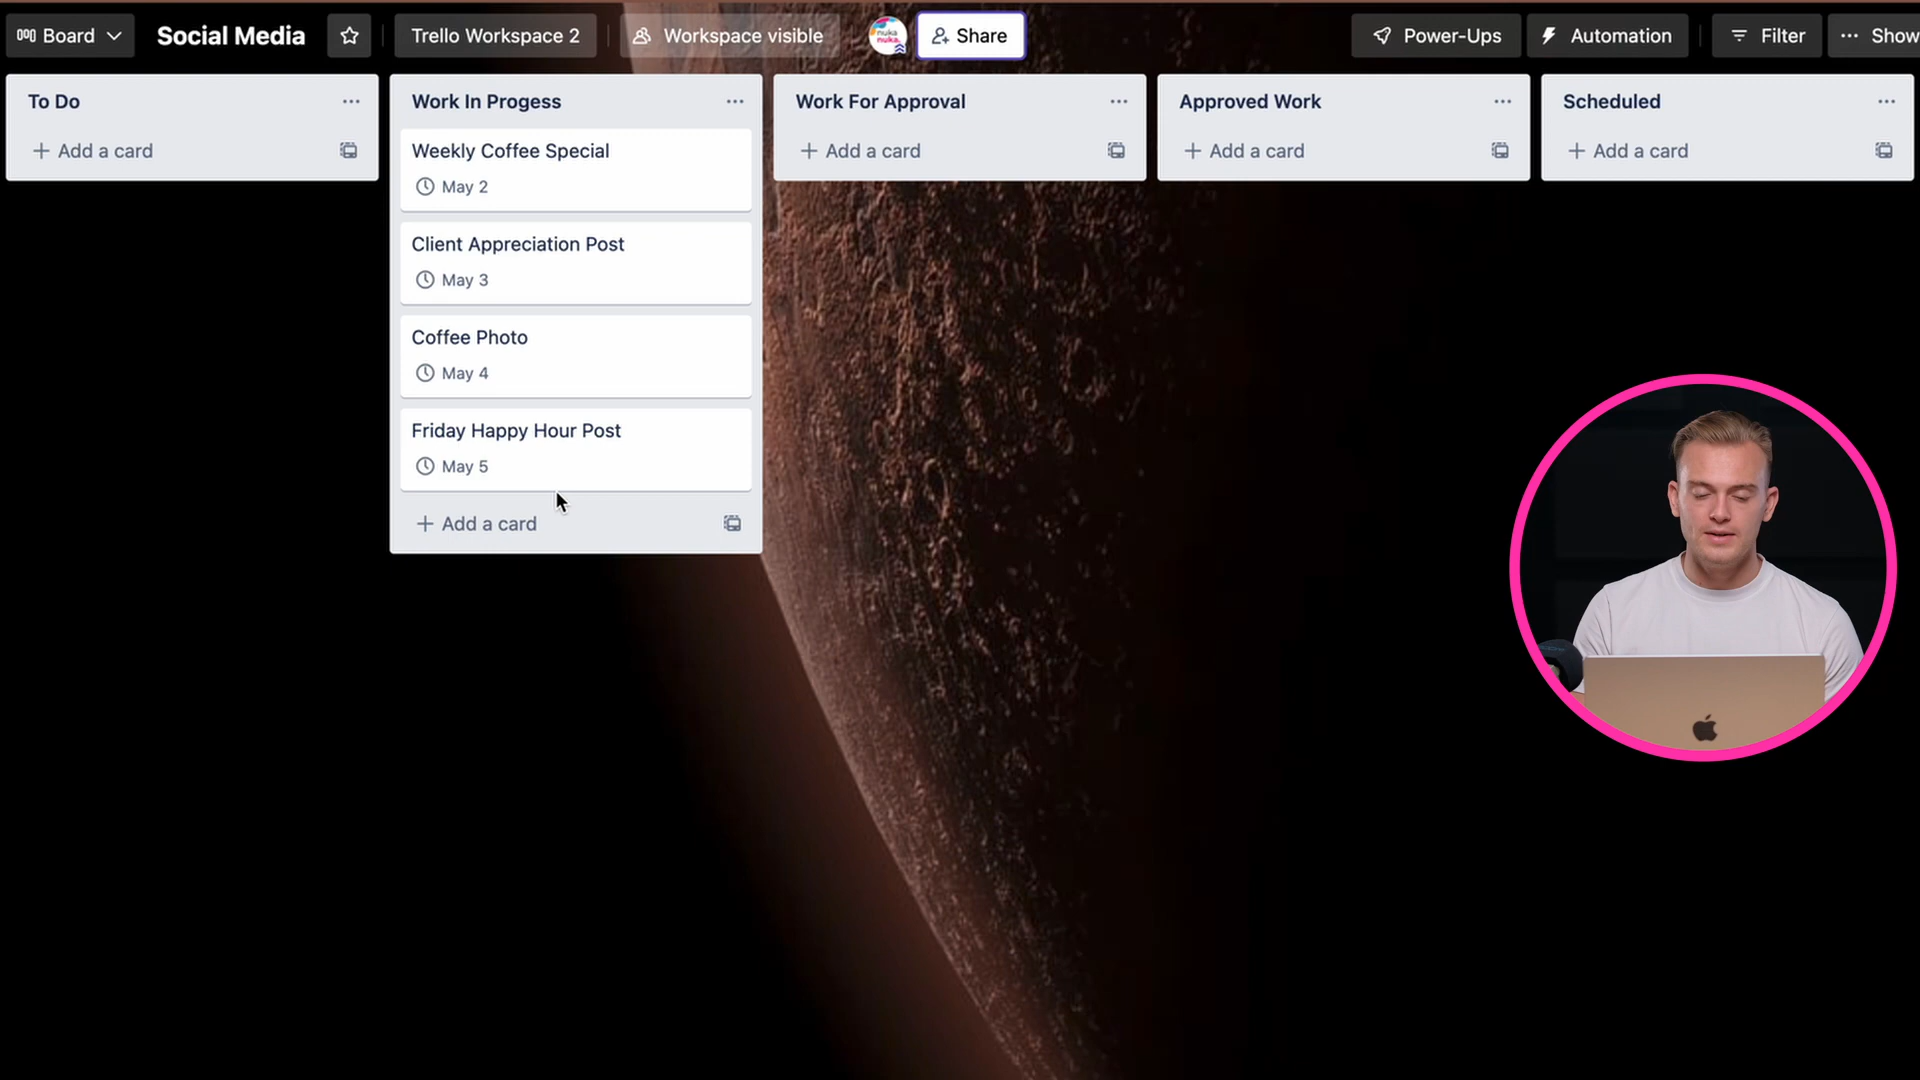 Board
Social Media
Trello Workspace 2
Workspace visible
nuka
nuka.
Share
Power-Ups
Automation
Filter
Show
To Do
Add a card
Work In Progess
Weekly Coffee Special
May 2
Client Appreciation Post
May 3
Coffee Photo
May 4
Friday Happy Hour Post
May 5
Add a card
Work For Approval
Add a card
Approved Work
Add a card
Scheduled
Add a card